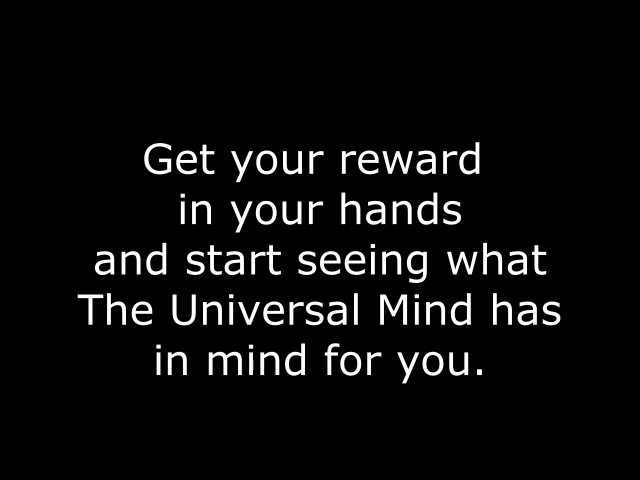 Get your reward
in your hands
and start seeing what
The Universal Mind has
in mind for you.